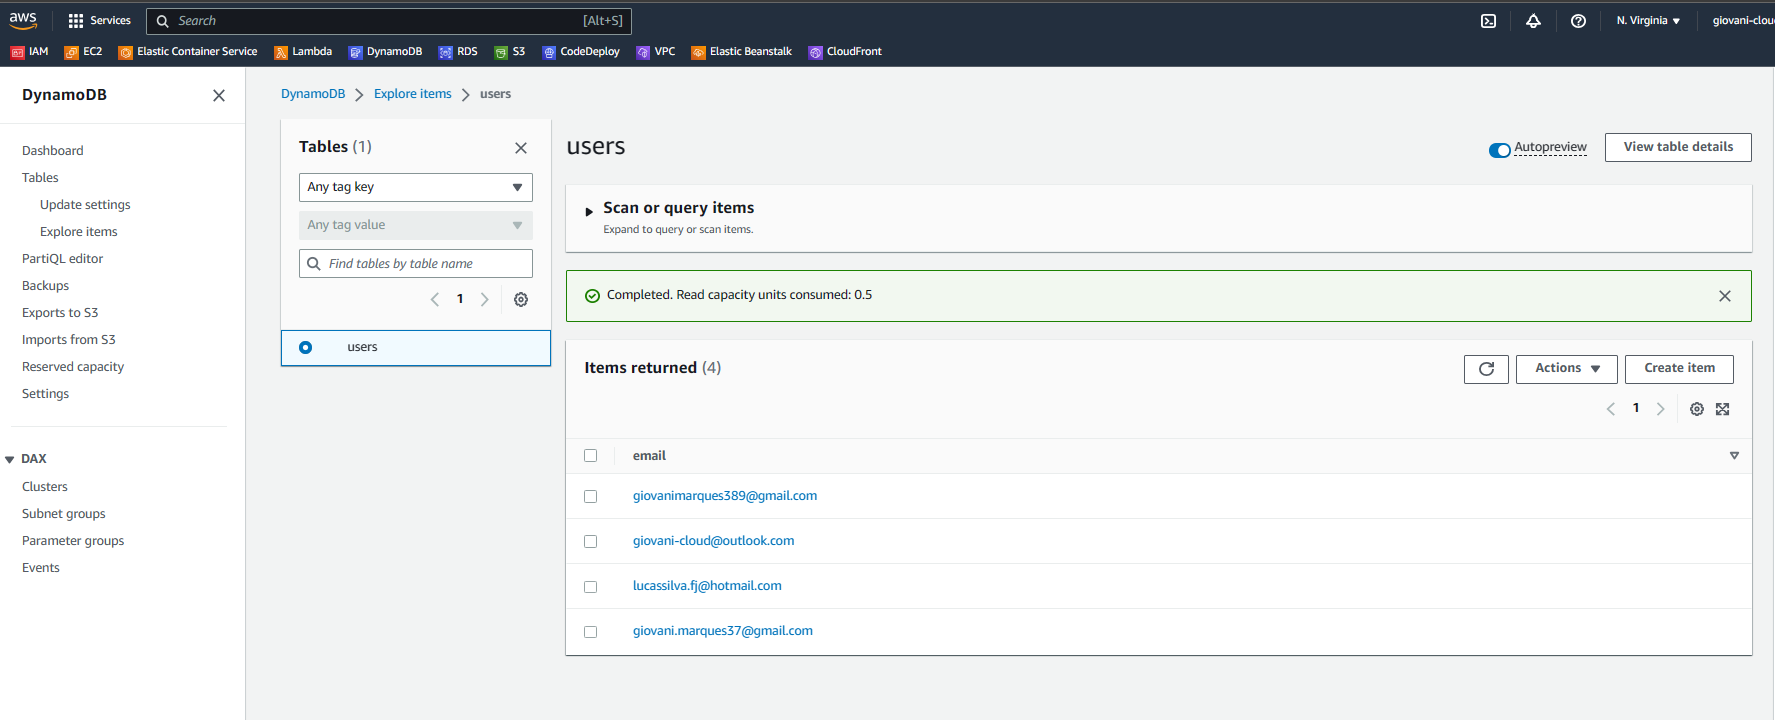 aws
Services
Search
[Alt+S]
N. Virginia
giovani-clou
IAM
EC2
Elastic Container Service
Lambda
DynamoDB
RDS
S3
CodeDeploy
VPC
Elastic Beanstalk
CloudFront
DynamoDB
Dashboard
Tables
Update settings
Explore items
PartiQL editor
Backups
Exports to S3
Imports from S3
Reserved capacity
Settings
DAX
Clusters
Subnet groups
Parameter groups
Events
DynamoDB
Explore items
users
Tables (1)
Any tag key
Any tag value
Find tables by table name
1
users
users
Autopreview
View table details
Scan or query items
Expand to query or scan items.
Completed. Read capacity units consumed: 0.5
Items returned (4)
Actions
Create item
1
email
giovanimarques389@gmail.com
giovani-cloud@outlook.com
lucassilva.fj@hotmail.com
giovani.marques37@gmail.com